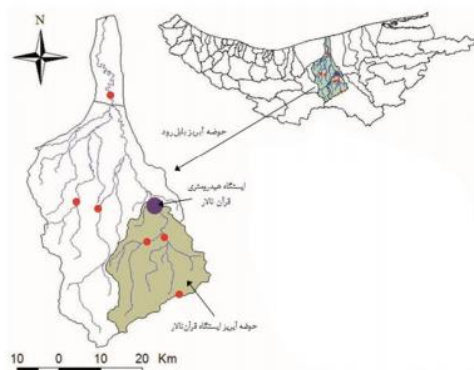 N
حوضه آبریز بابل رود
ایستگاه هیدرومتری
قرآن تالار
حوضه آبریز ایستگاه قرآن تالار
10 0 10 20 Km